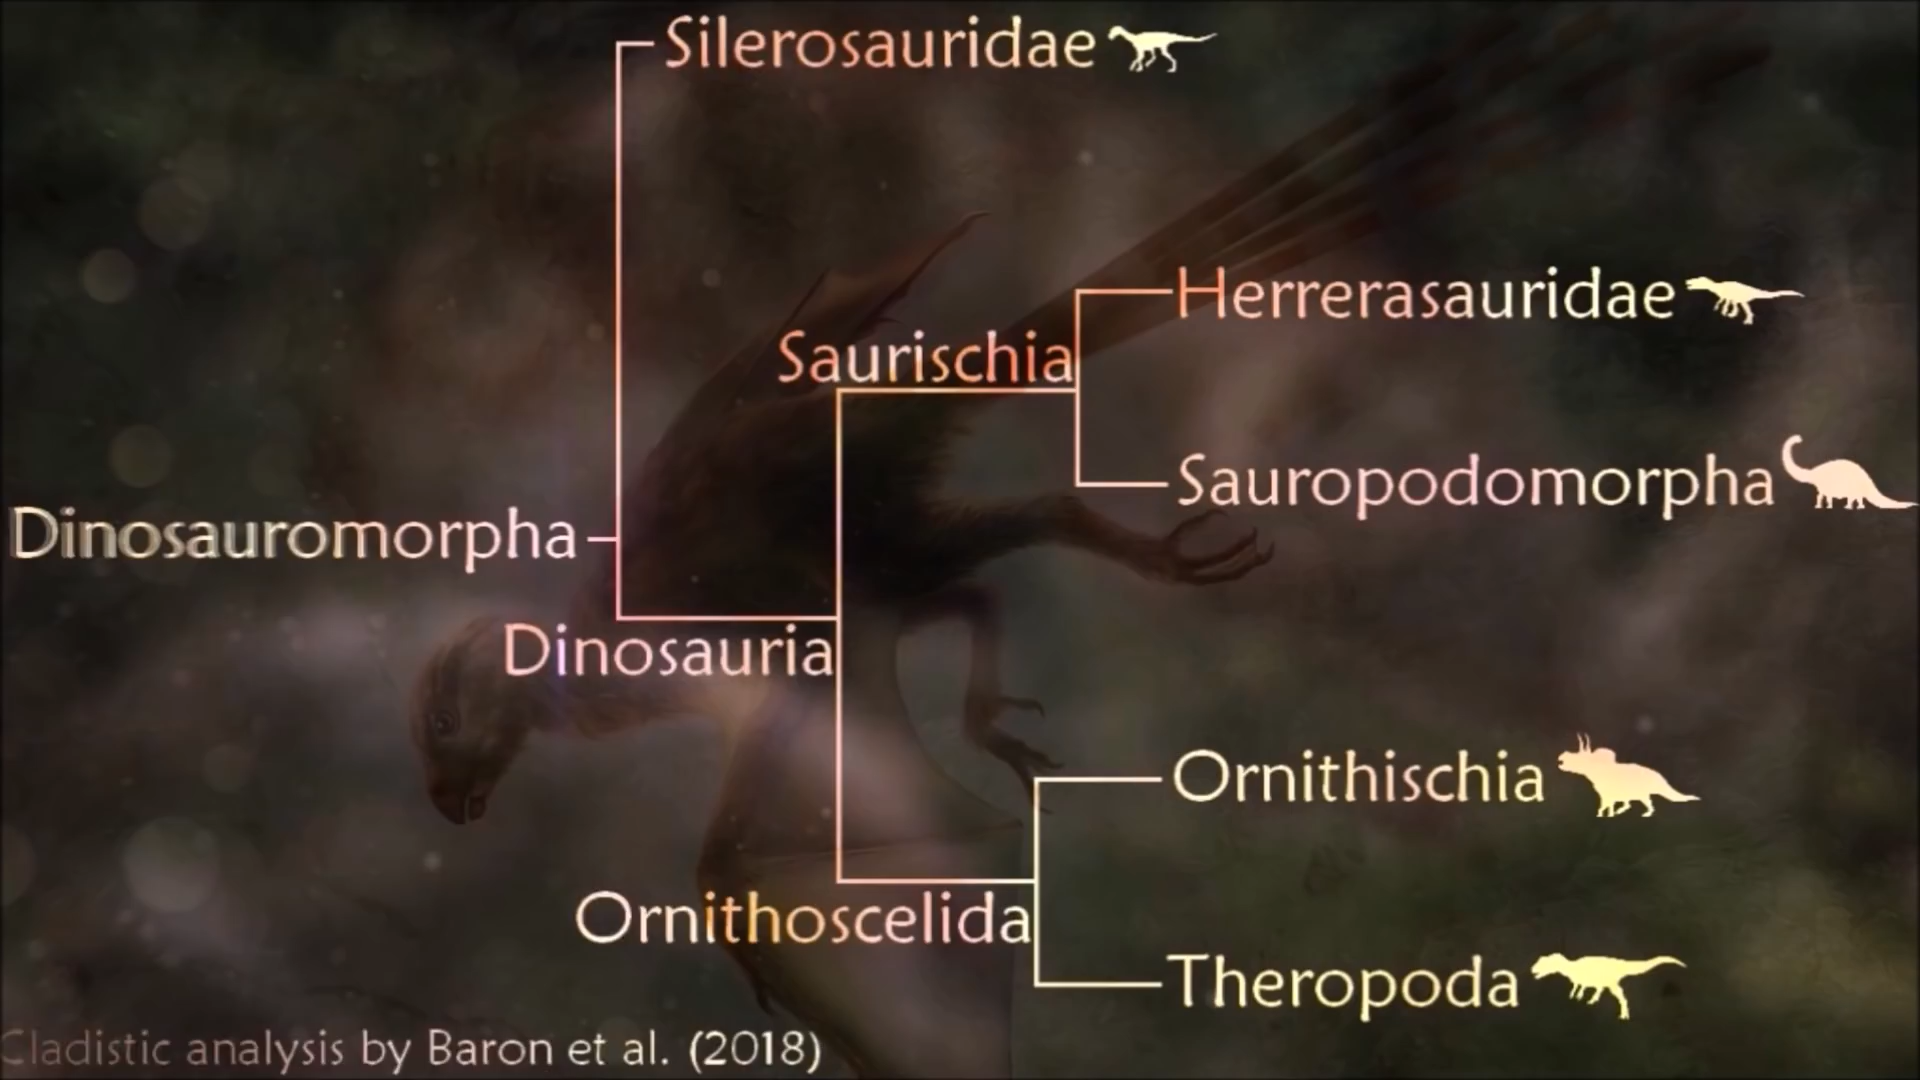 Silerosauridae
Herrerasauridae
Saurischia
Sauropodomorpha
Dinosauromorpha
Dinosauria
Ornithischia
Ornithoscelida
Theropoda
Cladistic analysis by Baron et al. (2018)